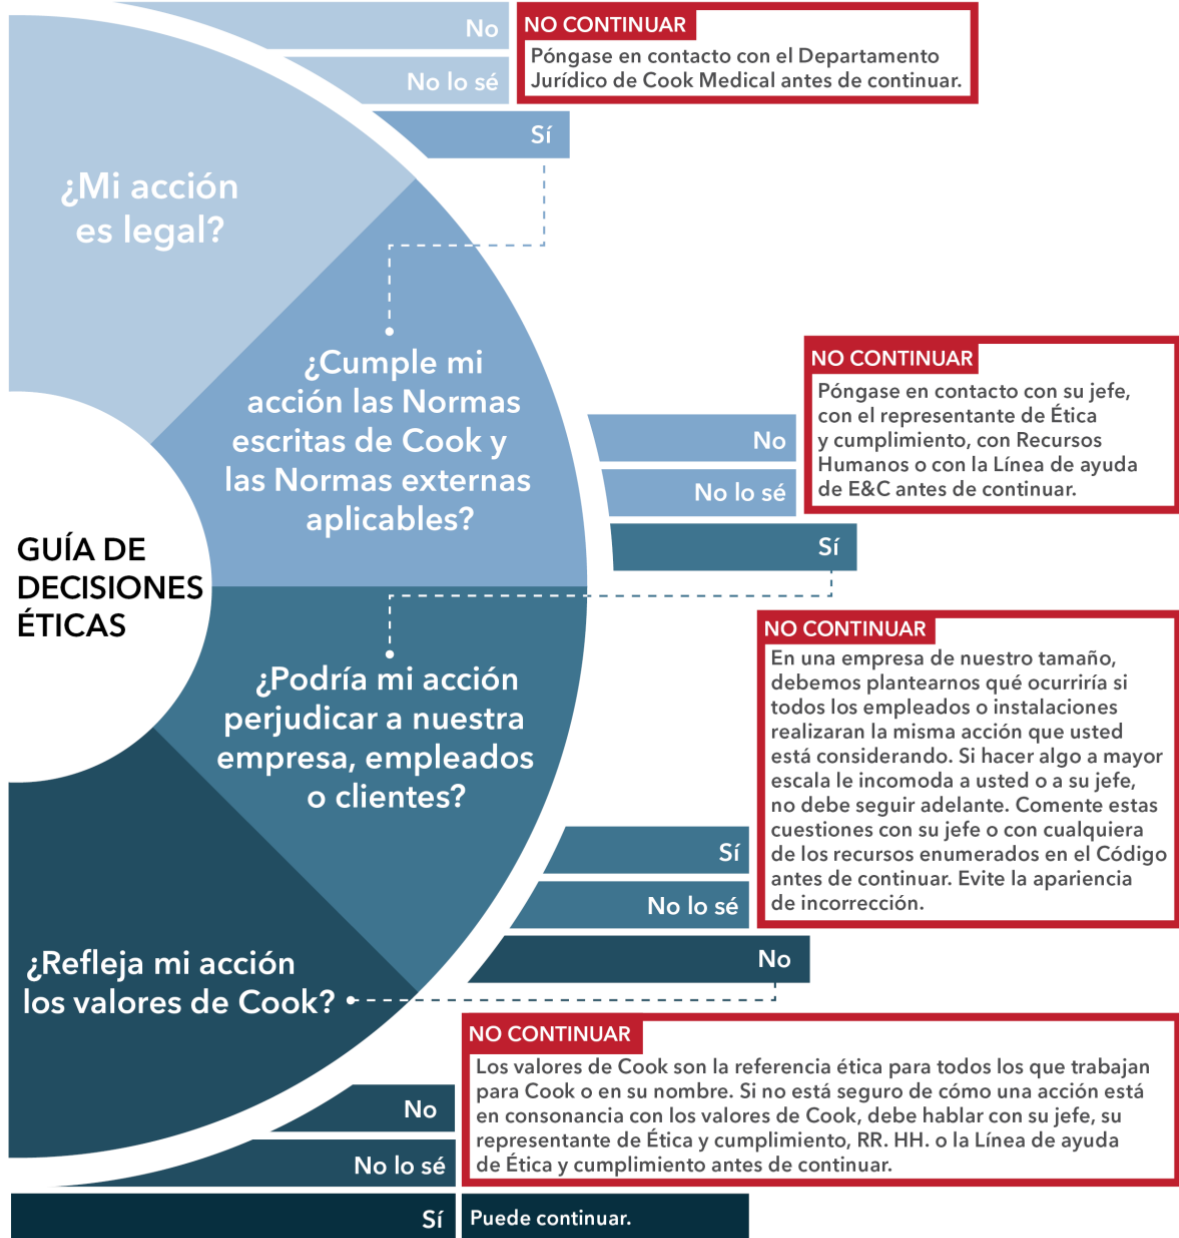 No
NO CONTINUAR
Póngase en contacto con el Departamento
Jurídico de Cook Medical antes de continuar.
No lo sé
Sí
¿Mi acción
es legal?
¿Cumple mi
acción las Normas
escritas de Cook y
las Normas externas
aplicables?
NO CONTINUAR
Póngase en contacto con su jefe,
con el representante de Ética
y cumplimiento, con Recursos
Humanos o con la Línea de ayuda
de E&C antes de continuar.
No
No lo sé
Sí
GUÍA DE
DECISIONES
ÉTICAS
¿Podría mi acción
perjudicar a nuestra
empresa, empleados
o clientes?
NO CONTINUAR
En una empresa de nuestro tamaño,
debemos plantearnos qué ocurriría si
todos los empleados o instalaciones
realizaran la misma acción que usted
está considerando. Si hacer algo a mayor
escala le incomoda a usted o a su jefe,
no debe seguir adelante. Comente estas
cuestiones con su jefe o con cualquiera
de los recursos enumerados en el Código
antes de continuar. Evite la apariencia
de incorrección.
Sí
No lo sé
No
¿Refleja mi acción
los valores de Cook?
NO CONTINUAR
Los valores de Cook son la referencia ética para todos los que trabajan
para Cook o en su nombre. Si no está seguro de cómo una acción está
en consonancia con los valores de Cook, debe hablar con su jefe, su
representante de Ética y cumplimiento, RR. HH. o la Línea de ayuda
de Ética y cumplimiento antes de continuar.
No
No lo sé
Sí
Puede continuar.